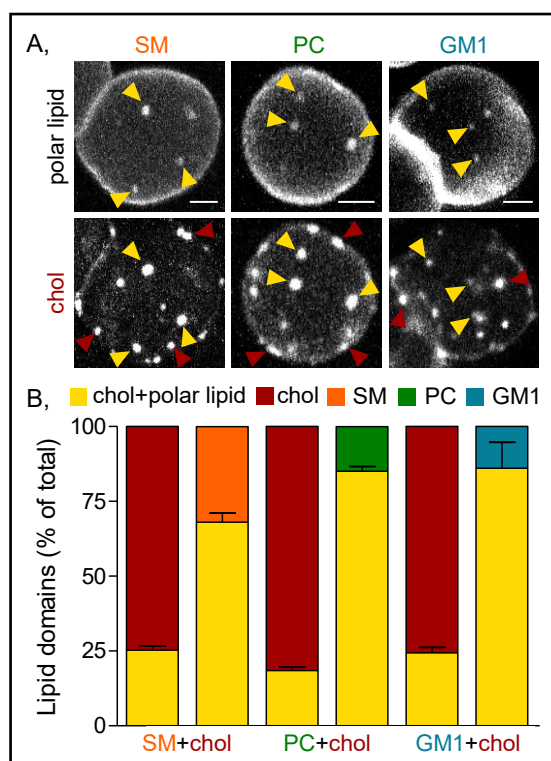 A,
SM PC GM1
polar lipid
chol
B, chol+polar lipid chol SM PC GM1
Lipid domains (% of total)
100
75
50
25
0
SM+chol PC+chol GM1+chol